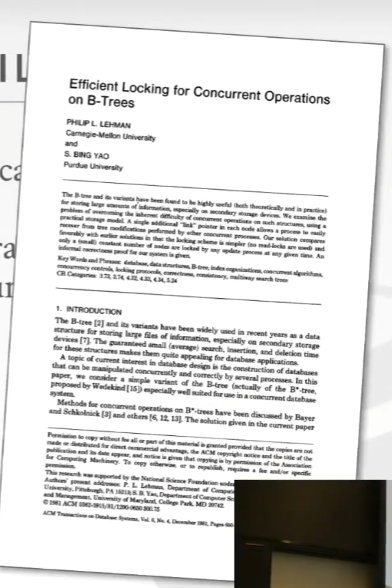 IL
ca
ra
Efficient Locking for Concurrent Operations
on B-Trees
PHILIP L. LEHMAN
Carnegie-Mellon University
and
S. BING YAO
Purdue University
The B-tree and its variants have been found to be highly useful (both theoretically and in practice)
for storing large amounts of information, especially on secondary storage devices. We examine the
problem of overcoming the inherent difficulty of concurrent operations on such structures, using a
practical storage model. A single additional "link" pointer in each node allows a process to easily
recover from tree modifications performed by other concurrent processes. Our solution compares
favorably with earlier solutions in that the locking scheme is simpler (no read-locks are used) and
only a (small) constant number of nodes are locked by any update process at any given time. An
informal correctness proof for our system is given.
Key Words and Phrases: database, data structures, B-tree, index organizations, concurrent algorithms,
concurrency controls, locking protocols, correctness, consistency, multiway search trees
CR Categories: 3.73, 3.74, 4.32, 4.33, 4.34, 5.24
1. INTRODUCTION
The B-tree [2] and its variants have been widely used in recent years as a data
structure for storing large files of information, especially on secondary storage
devices [7]. The guaranteed small (average) search, insertion, and deletion time
for these structures makes them quite appealing for database applications.
A topic of current interest in database design is the construction of databases
that can be manipulated concurrently and correctly by several processes. In this
paper, we consider a simple variant of the B-tree (actually of the B*-tree,
proposed by Wedekind [15]) especially well suited for use in a concurrent database
system.
Methods for concurrent operations on B*-trees have been discussed by Bayer
and Schkolnick [3] and others [6, 12, 13]. The solution given in the current paper
Permission to copy without fee all or part of this material is granted provided that the copies are not
made or distributed for direct commercial advantage, the ACM copyright notice and the title of the
publication and its date appear, and notice is given that copying is by permission of the Association
for Computing Machinery. To copy otherwise, or to republish, requires a fee and/or specific
permission.
This research was supported by the National Science Foundation under
Authors' present addresses: P. L. Lehman, Department of Compu
University, Pittsburgh, PA 15213; S. B. Yao, Department of Computer Sc
and Management, University of Maryland, College Park, MD 20742.
© 1981 ACM 0362-5915/81/1200-0650 $00.75
ACM Transactions on Database Systems, Vol. 6, No. 4, December 1981, Pages